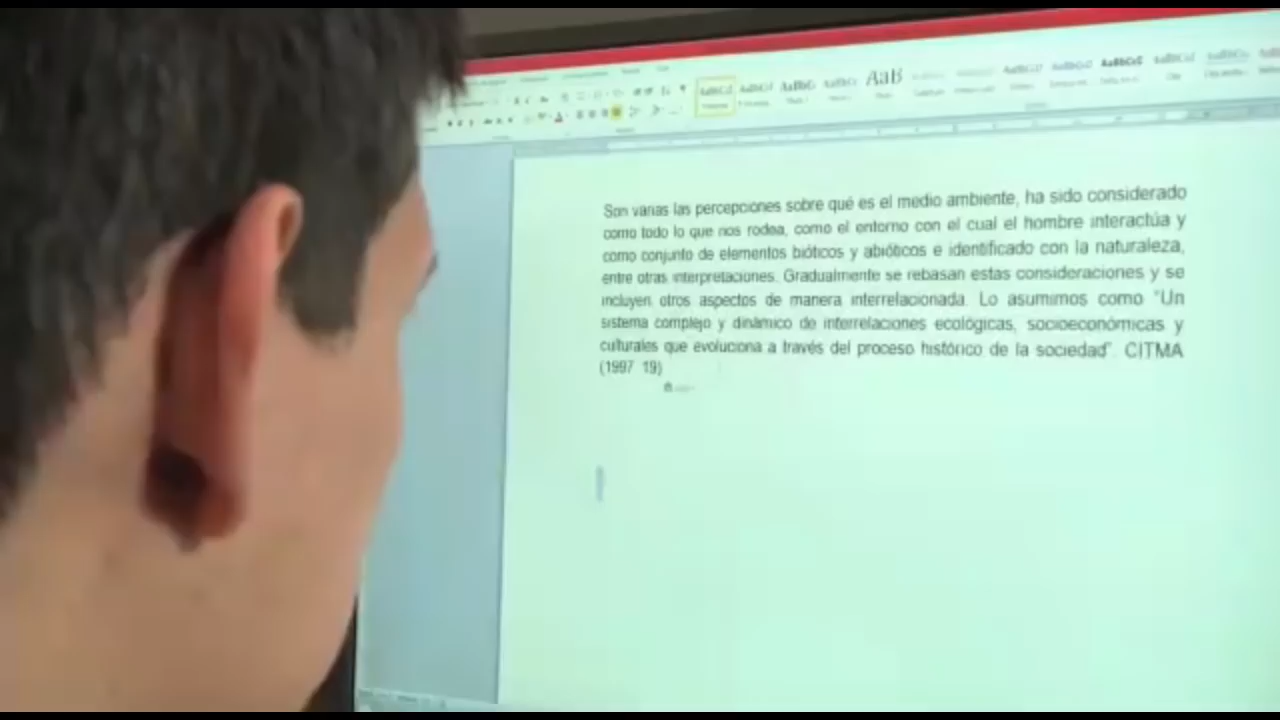 AaB
Son varias las percepciones sobre qué es el medio ambiente, ha sido considerado
como todo lo que nos rodea, como el entorno con el cual el hombre interactúa y
como conjunto de elementos bióticos y abióticos e identificado con la naturaleza,
entre otras interpretaciones. Gradualmente se rebasan estas consideraciones y se
incluyen otros aspectos de manera interrelacionada. Lo asumimos como "Un
sistema complejo y dinámico de interrelaciones ecológicas, socioeconómicas y
culturales que evoluciona a través del proceso histórico de la sociedad". CITMA
(1997 19)